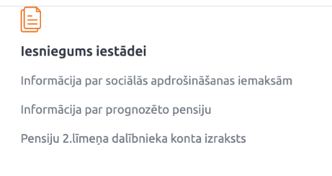 Iesniegums iestādei
Informācija par sociālās apdrošināšanas iemaksām
Informācija par prognozēto pensiju
Pensiju 2.līmeņa dalībnieka konta izraksts